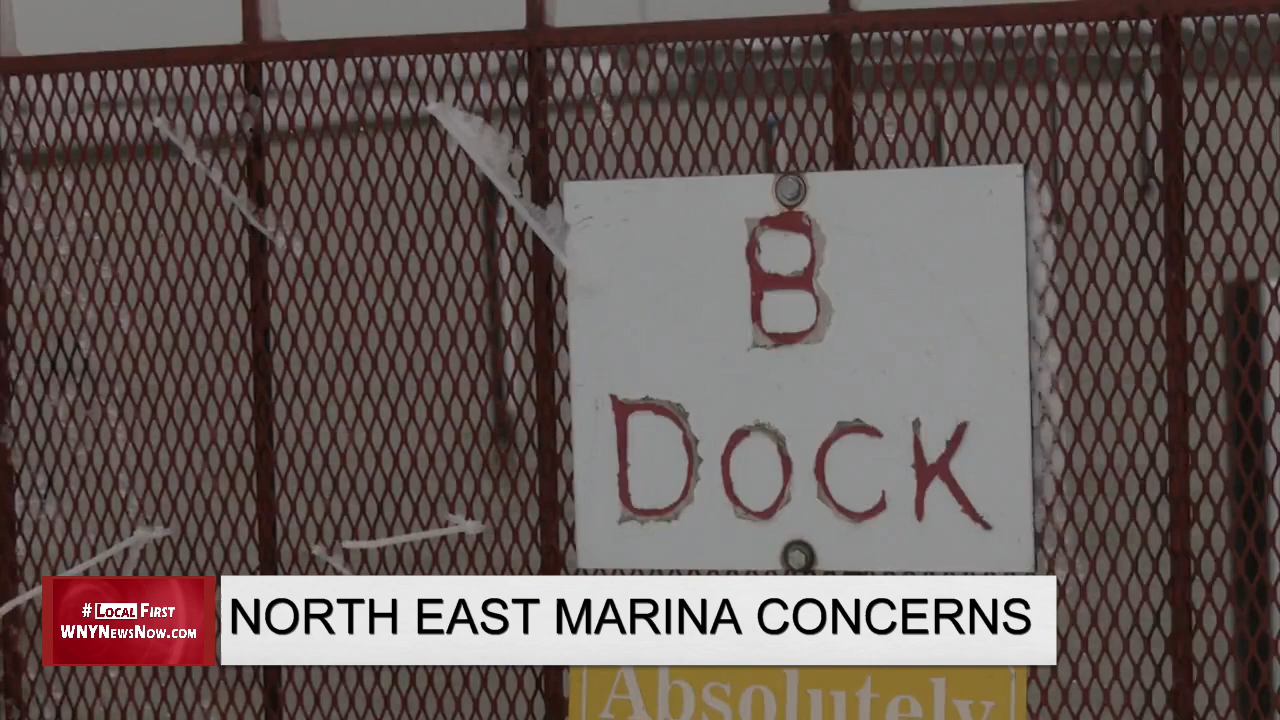 B
DOCK
#LOCAL FIRST
WNYNEWSNOW.COM
NORTH EAST MARINA CONCERNS
Absolutely